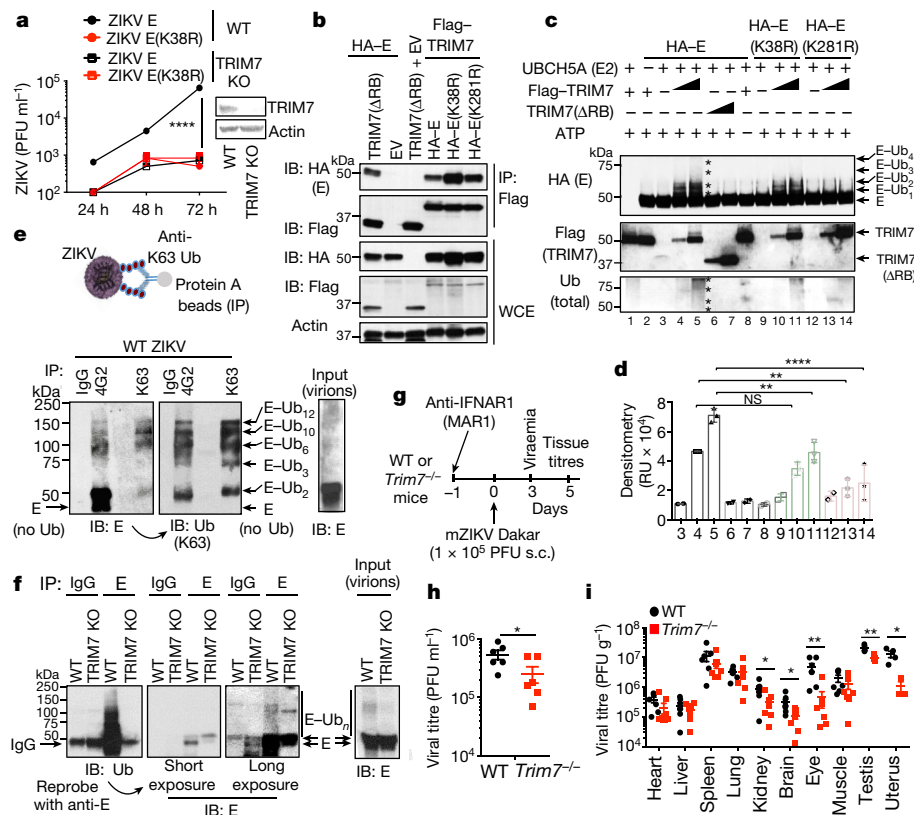 a
ZIKV E
ZIKV E(K38R)
WT
ZIKV E
ZIKV E(K38R)
TRIM7 KO
ZIKV (PFU ml⁻¹)
10⁵
10⁴
10³
10²
24 h 48 h 72 h
****
TRIM7
Actin
WT
TRIM7 KO
b
HA–E
Flag–TRIM7
TRIM7(ΔRB)
EV
TRIM7(ΔRB) + EV
HA–E
HA–E(K38R)
HA–E(K281R)
kDa
IB: HA (E)
50
IB: Flag
37
IP: Flag
IB: HA
50
IB: Flag
37
Actin
37
WCE
c
HA–E
HA–E (K38R)
HA–E (K281R)
UBCH5A (E2) + – + + + + + + + + + + + +
Flag–TRIM7 + + – +
TRIM7(ΔRB) – – – – –
ATP + + + + + + + – + + + + + +
kDa
HA (E)
75
50
E–Ub₄
E–Ub₃
E–Ub₂
E–Ub₁
E
Flag (TRIM7)
50
37
TRIM7
TRIM7 (ΔRB)
Ub (total)
75
50
1 2 3 4 5 6 7 8 9 10 11 12 13 14
d
****
**
**
NS
Densitometry (RU × 10⁴)
8
6
4
2
0
3 4 5 6 7 8 9 10 11 12 13 14
e
ZIKV
Anti-K63 Ub
Protein A beads (IP)
WT ZIKV
IP: IgG 4G2 K63 IgG 4G2 K63
kDa
250
150
100
75
50
E
(no Ub)
IB: E
IB: Ub (K63)
E–Ub₁₂
E–Ub₁₀
E–Ub₆
E–Ub₃
E–Ub₂
E
(no Ub)
Input (virions)
IB: E
f
IP: IgG E IgG E IgG E
Input (virions)
WT TRIM7 KO WT TRIM7 KO WT TRIM7 KO WT TRIM7 KO WT TRIM7 KO WT TRIM7 KO WT TRIM7 KO
kDa
250
150
100
75
50
IgG
IB: Ub
Reprobe with anti-E
Short exposure
Long exposure
IB: E
E–Ubₙ
E
IB: E
g
Anti-IFNAR1 (MAR1)
WT or Trim7⁻/⁻ mice
Viraemia
Tissue titres
–1 0 3 5
Days
mZIKV Dakar
(1 × 10⁵ PFU s.c.)
h
Viral titre (PFU ml⁻¹)
10⁶
10⁵
10⁴
*
WT Trim7⁻/⁻
i
WT
Trim7⁻/⁻
Viral titre (PFU g⁻¹)
10⁸
10⁷
10⁶
10⁵
10⁴
* * ** ** *
Heart
Liver
Spleen
Lung
Kidney
Brain
Eye
Muscle
Testis
Uterus